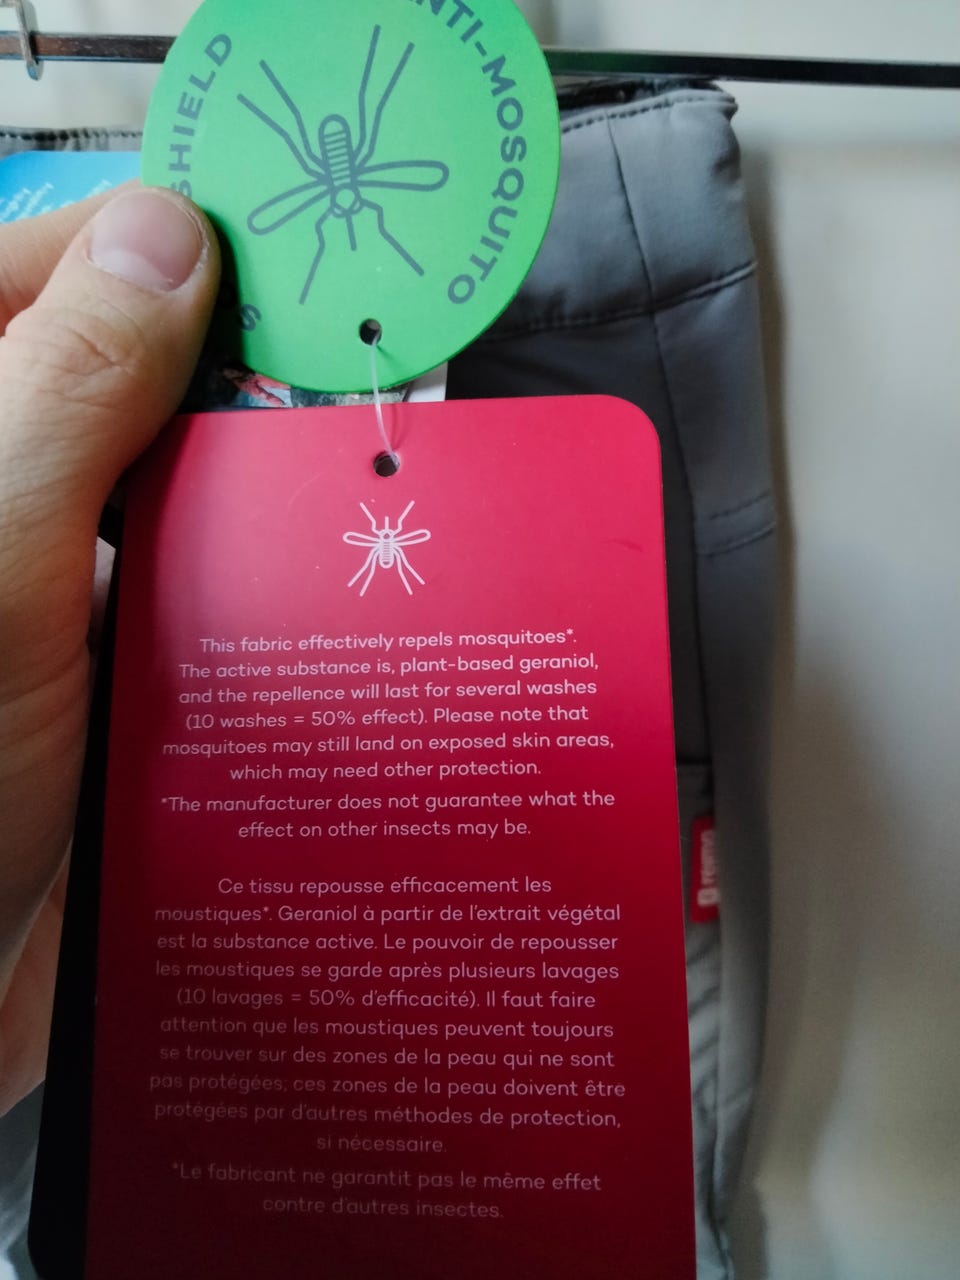 SHIELD
ANTI-MOSQUITO
This fabric effectively repels mosquitoes*.
The active substance is, plant-based geraniol,
and the repellence will last for several washes
(10 washes = 50% effect). Please note that
mosquitoes may still land on exposed skin areas,
which may need other protection.
*The manufacturer does not guarantee what the
effect on other insects may be.
Ce tissu repousse efficacement les
moustiques*. Geraniol à partir de l'extrait végétal
est la substance active. Le pouvoir de repousser
les moustiques se garde après plusieurs lavages
(10 lavages = 50% d'efficacité). Il faut faire
attention que les moustiques peuvent toujours
se trouver sur des zones de la peau qui ne sont
pas protégées; ces zones de la peau doivent être
protégées par d'autres méthodes de protection,
si nécessaire.
*Le fabricant ne garantit pas le même effet
contre d'autres insectes.
reima